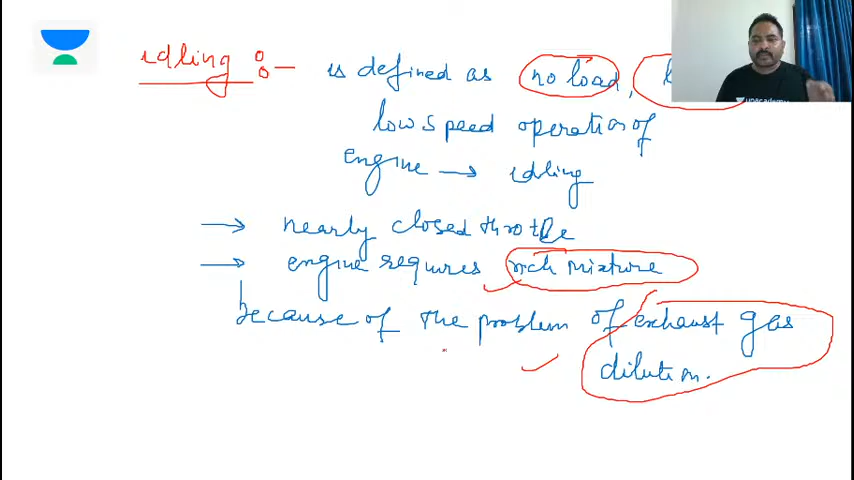 idling :-
is defined as no load,
low speed operation of
engine → idling
→ nearly closed throttle
→ engine requires rich mixture
because of the problem of exhaust gas
dilution.
unacademy